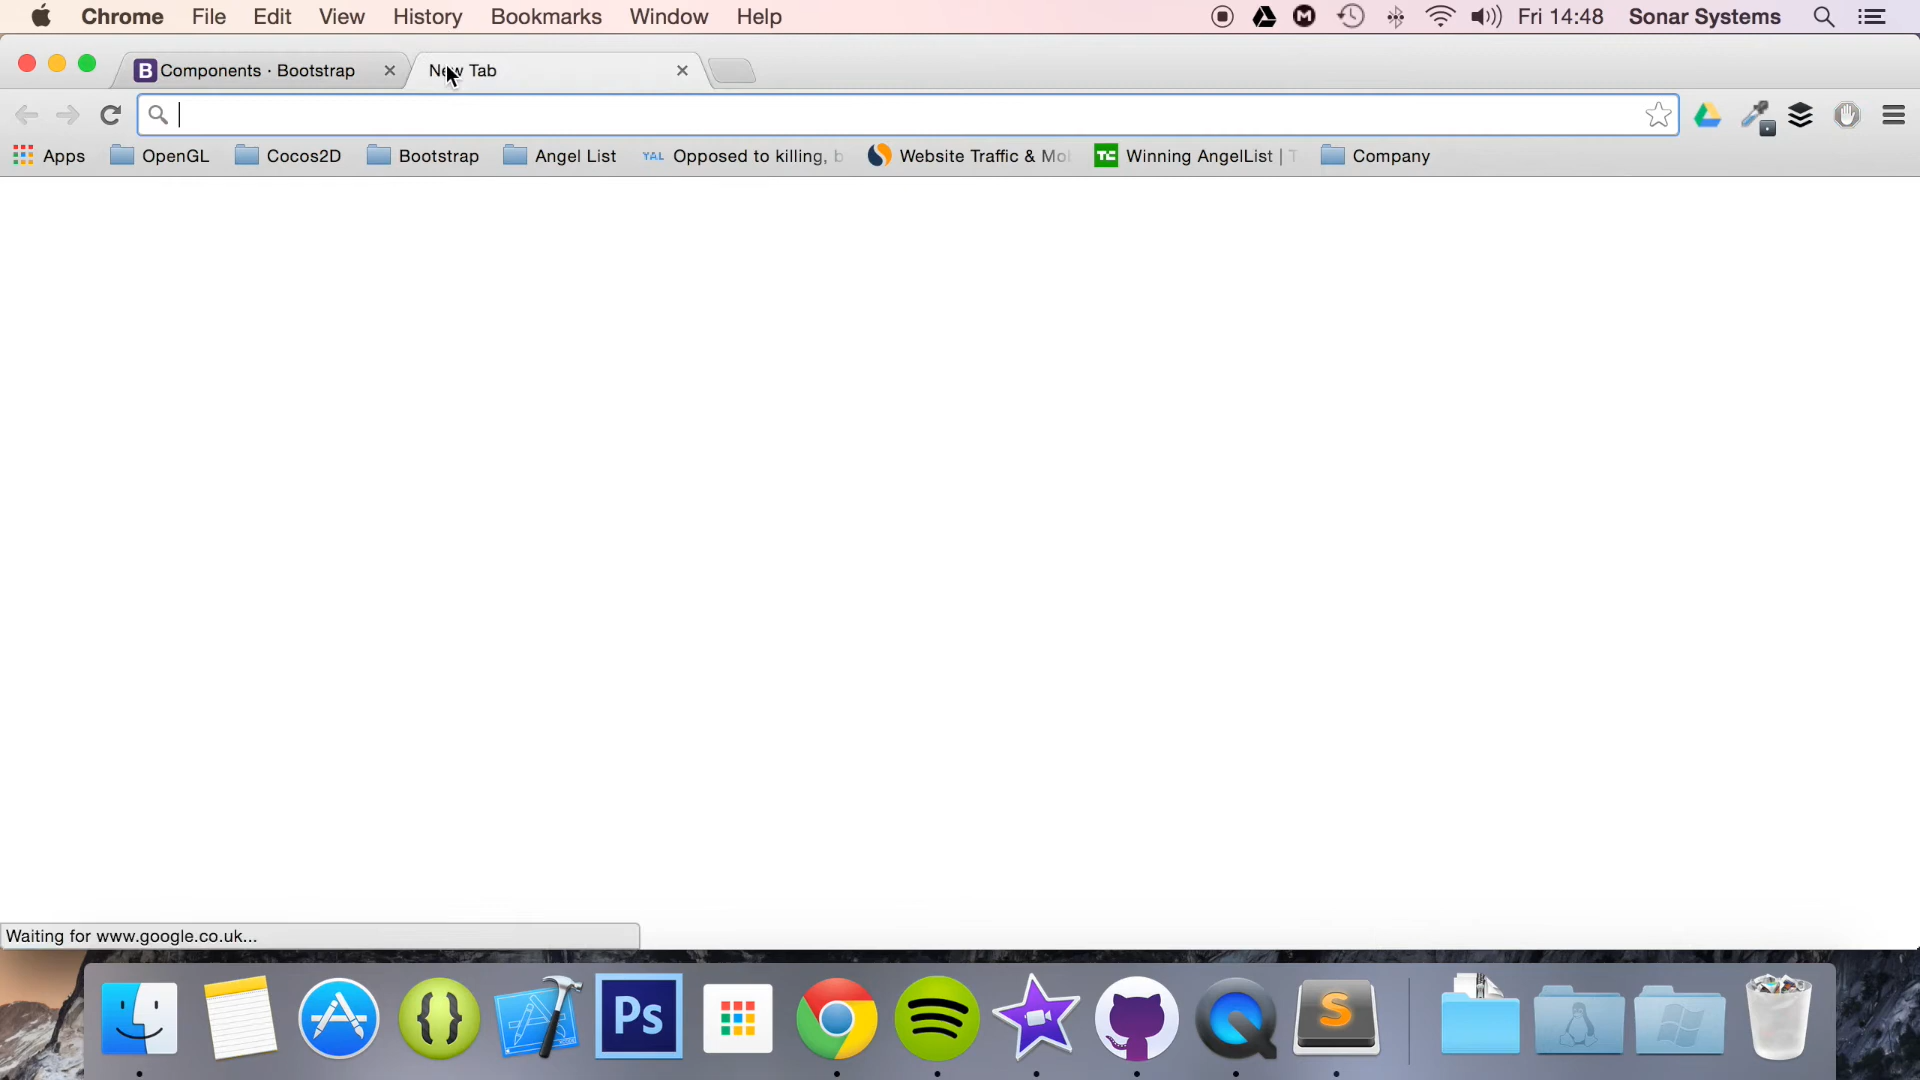 Chrome File Edit View History Bookmarks Window Help Fri 14:48 Sonar Systems
Components · Bootstrap New Tab
Apps OpenGL Cocos2D Bootstrap Angel List YAL Opposed to killing, b Website Traffic & Mo TC Winning AngelList | T Company
Waiting for www.google.co.uk...
Ps
S